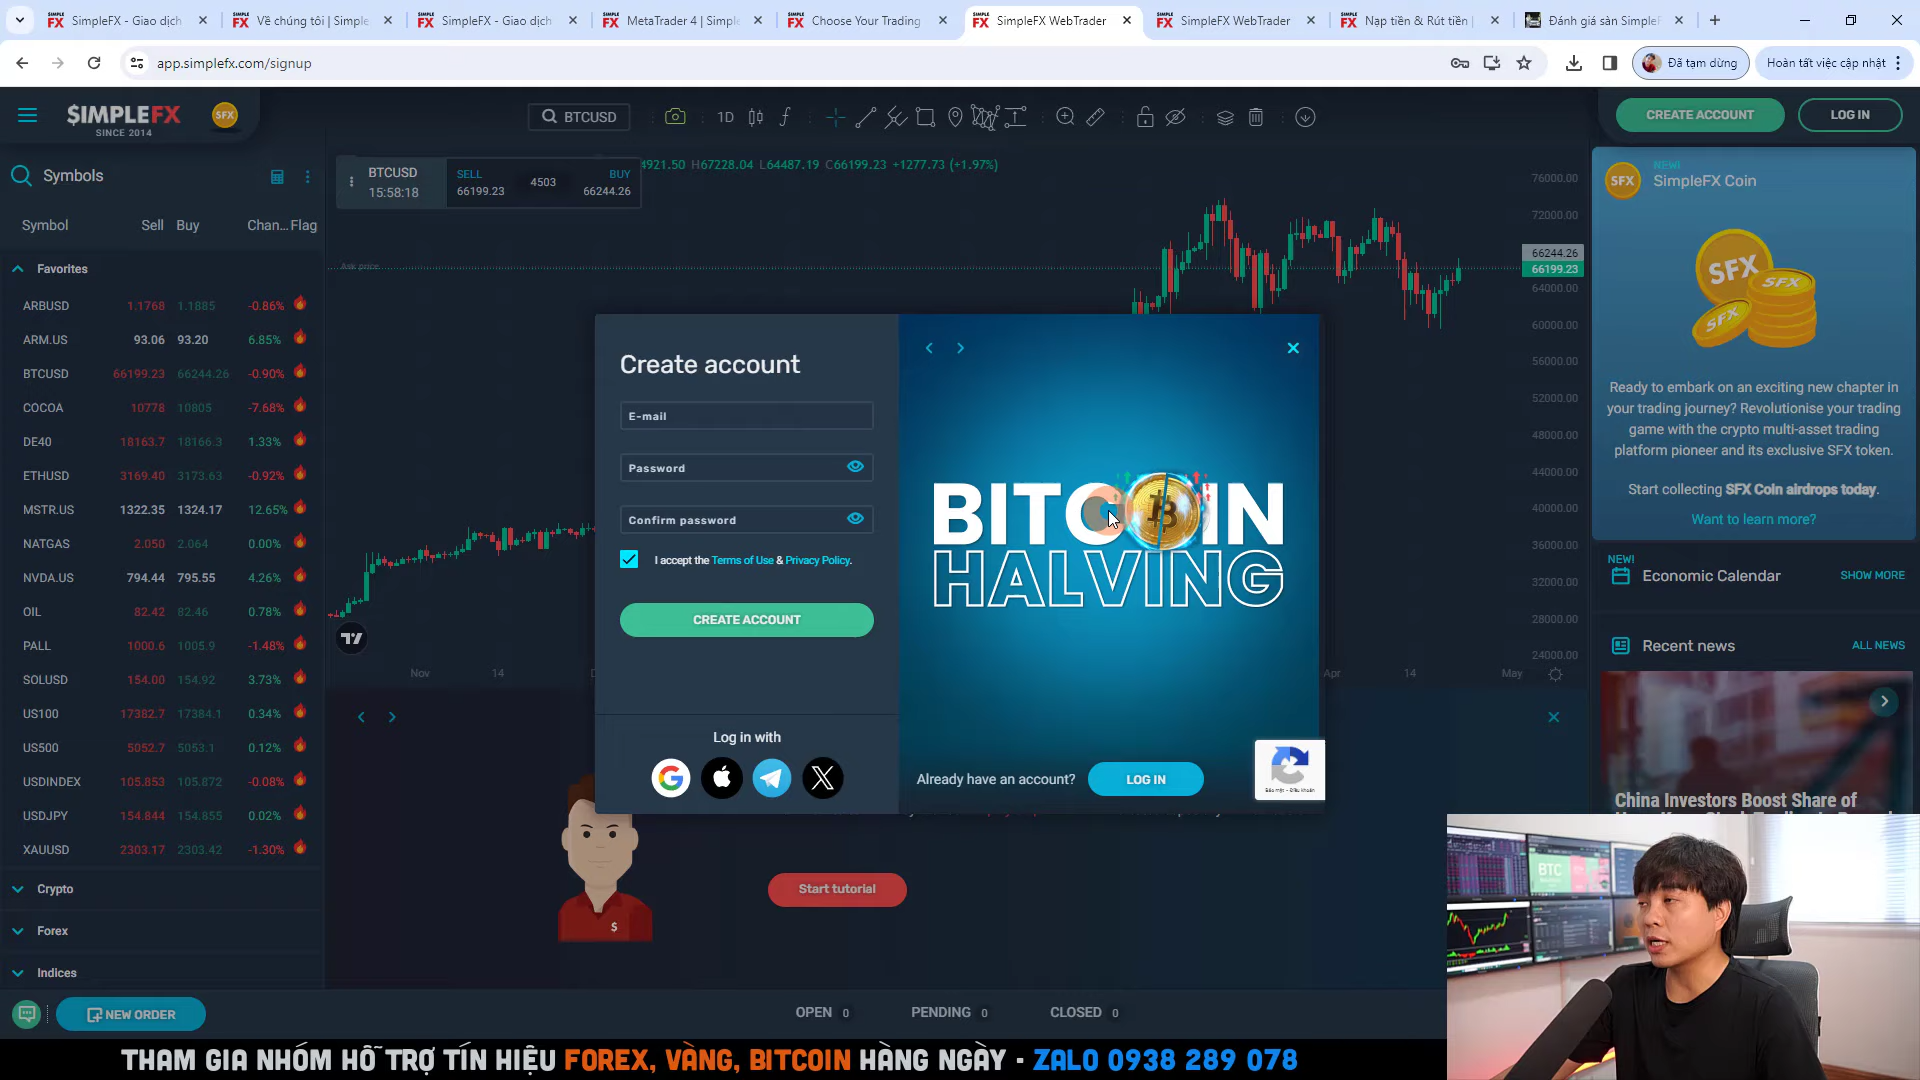 SimpleFX - Giao dịch
Về chúng tôi | Simple
SimpleFX - Giao dịch
MetaTrader 4 | Simple
Choose Your Trading
SimpleFX WebTrader
SimpleFX WebTrader
Nạp tiền & Rút tiền |
Đánh giá sàn SimpleF
app.simplefx.com/signup
Đã tạm dừng
Hoàn tất việc cập nhật
$IMPLEFX
SINCE 2014
SFX
BTCUSD
1D
CREATE ACCOUNT
LOG IN
Symbols
Symbol Sell Buy Chan... Flag
Favorites
ARBUSD 1.1768 1.1885 -0.86%
ARM.US 93.06 93.20 6.85%
BTCUSD 66199.23 66244.26 -0.90%
COCOA 10778 10805 -7.68%
DE40 18163.7 18166.3 1.33%
ETHUSD 3169.40 3173.63 -0.92%
MSTR.US 1322.35 1324.17 12.65%
NATGAS 2.050 2.064 0.00%
NVDA.US 794.44 795.55 4.26%
OIL 82.42 82.46 0.78%
PALL 1000.6 1005.9 -1.48%
SOLUSD 154.00 154.92 3.73%
US100 17382.7 17384.1 0.34%
US500 5052.7 5053.1 0.12%
USDINDEX 105.853 105.872 -0.08%
USDJPY 154.844 154.855 0.02%
XAUUSD 2303.17 2303.42 -1.30%
Crypto
Forex
Indices
NEW ORDER
BTCUSD
15:58:18
SELL
66199.23
4503
BUY
66244.26
4921.50 H67228.04 L64487.19 C66199.23 +1277.73 (+1.97%)
Ask price
76000.00
72000.00
66244.26
66199.23
64000.00
60000.00
56000.00
52000.00
48000.00
44000.00
40000.00
36000.00
32000.00
28000.00
24000.00
Nov 14 Apr 14 May
Create account
E-mail
Password
Confirm password
I accept the Terms of Use & Privacy Policy.
CREATE ACCOUNT
Log in with
BITCOIN
HALVING
Already have an account?
LOG IN
Bảo mật - Điều khoản
Start tutorial
OPEN 0 PENDING 0 CLOSED 0
NEW!
SimpleFX Coin
SFX
SFX
SFX
Ready to embark on an exciting new chapter in
your trading journey? Revolutionise your trading
game with the crypto multi-asset trading
platform pioneer and its exclusive SFX token.
Start collecting SFX Coin airdrops today.
Want to learn more?
NEW!
Economic Calendar
SHOW MORE
Recent news
ALL NEWS
China Investors Boost Share of
BTC
THAM GIA NHÓM HỖ TRỢ TÍN HIỆU FOREX, VÀNG, BITCOIN HÀNG NGÀY - ZALO 0938 289 078